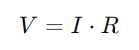 V = I · R